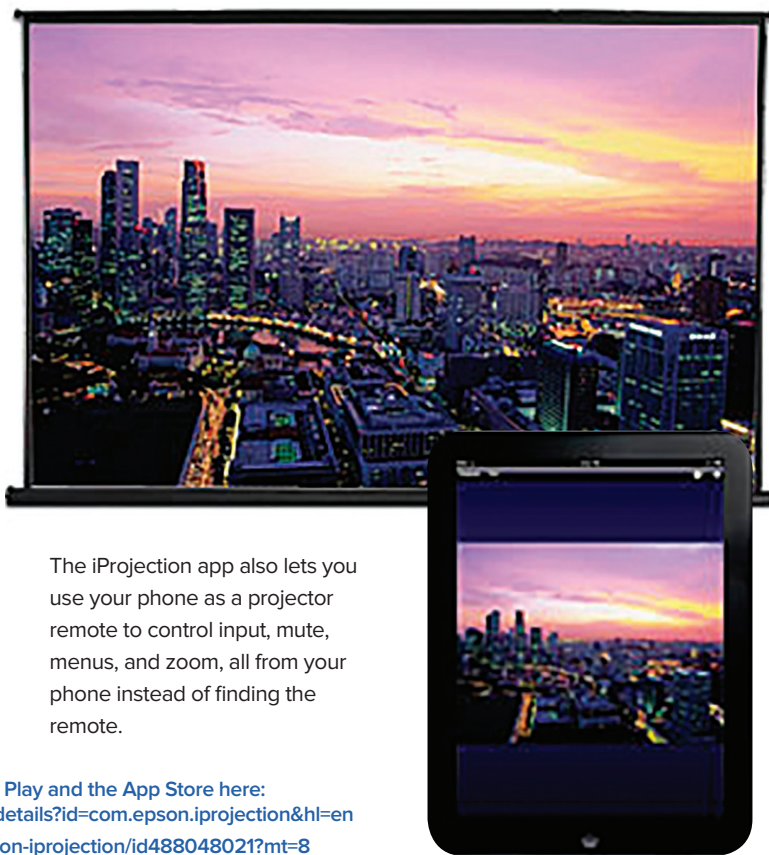 The iProjection app also lets you
use your phone as a projector
remote to control input, mute,
menus, and zoom, all from your
phone instead of finding the
remote.
Play and the App Store here:
details?id=com.epson.iprojection&hl=en
on-iprojection/id488048021?mt=8